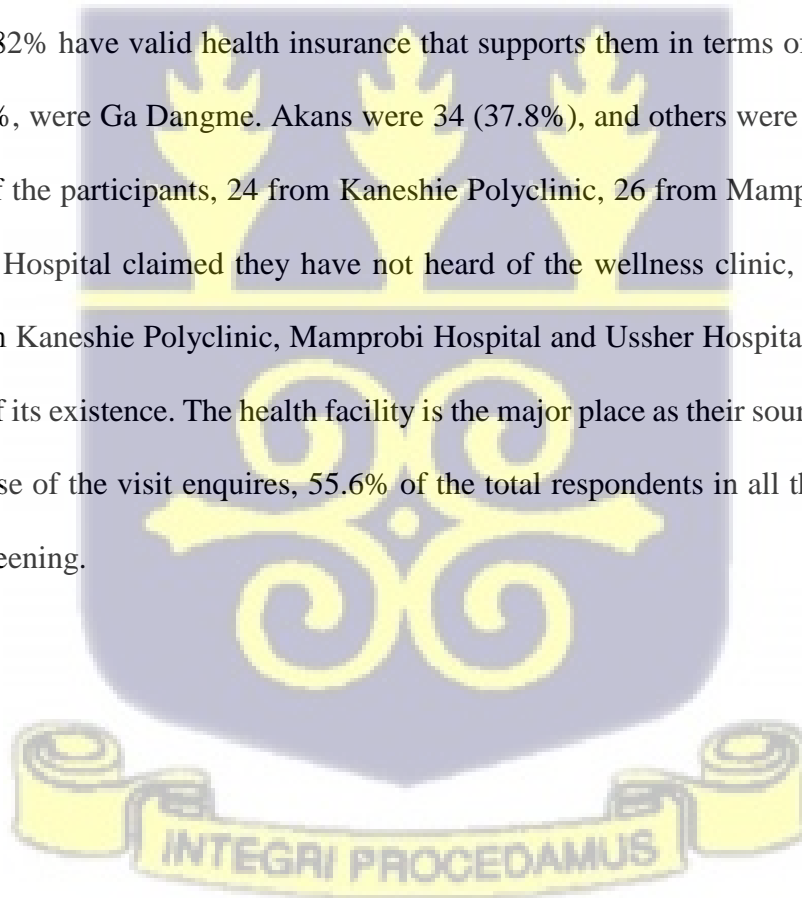 82% have valid health insurance that supports them in terms of
%, were Ga Dangme. Akans were 34 (37.8%), and others were
f the participants, 24 from Kaneshie Polyclinic, 26 from Mamp
Hospital claimed they have not heard of the wellness clinic,
n Kaneshie Polyclinic, Mamprobi Hospital and Ussher Hospita
f its existence. The health facility is the major place as their sour
se of the visit enquires, 55.6% of the total respondents in all th
eening.
INTEGRI PROCEDAMUS